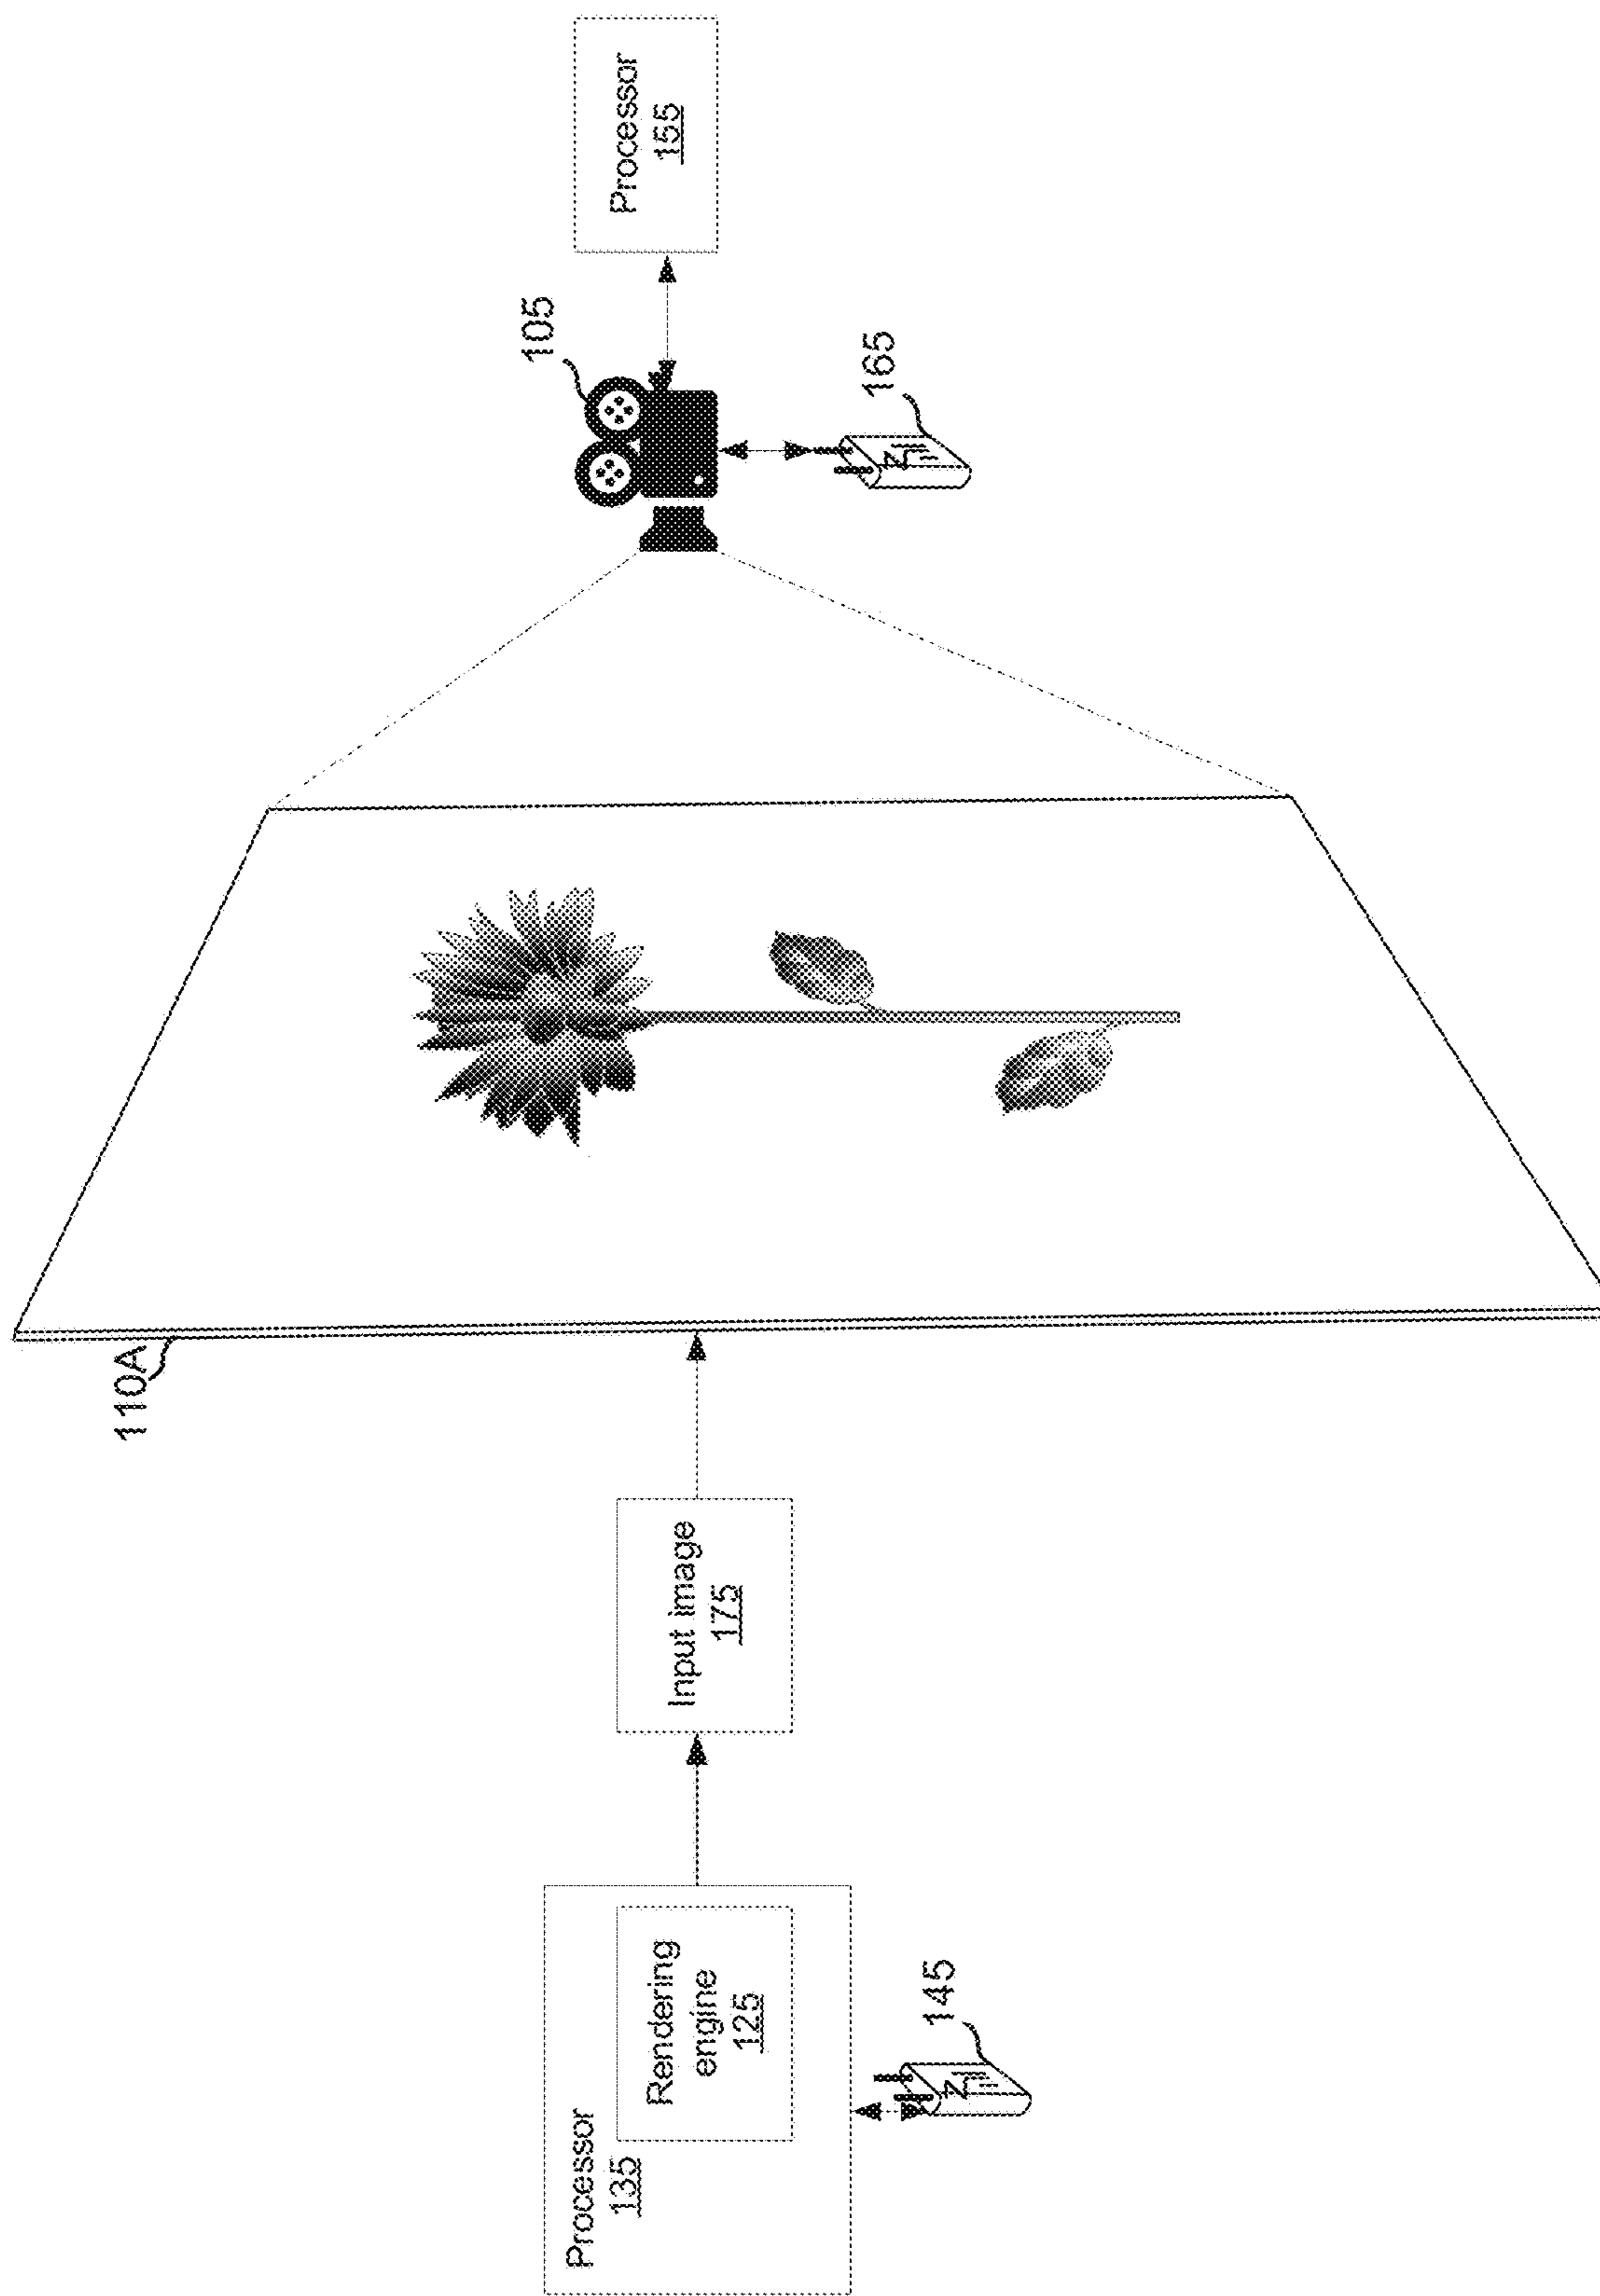 Processor
135
Rendering
engine
125
145
Input image
175
110A
105
165
Processor
155